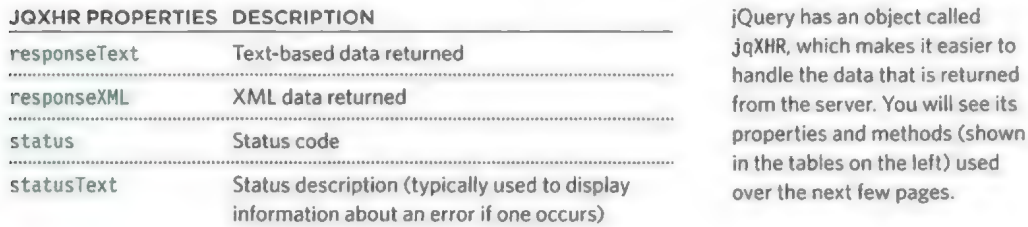 JQXHR PROPERTIES DESCRIPTION
responseText Text-based data returned
responseXML XML data returned
status Status code
statusText Status description (typically used to display
information about an error if one occurs)
jQuery has an object called
jqXHR, which makes it easier to
handle the data that is returned
from the server. You will see its
properties and methods (shown
in the tables on the left) used
over the next few pages.